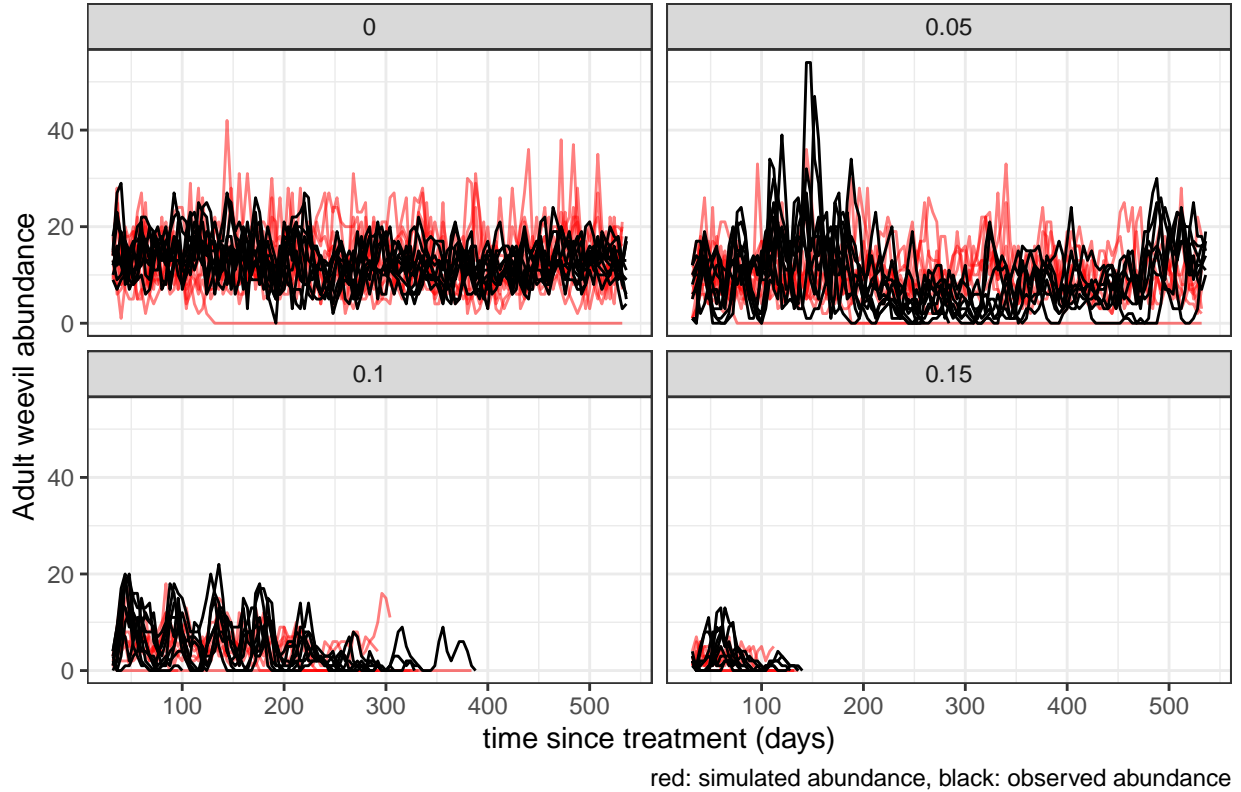 0
0.05
40
20
0
0.1
0.15
40
20
0
100 200 300 400 500
100 200 300 400 500
Adult weevil abundance
time since treatment (days)
red: simulated abundance, black: observed abundance